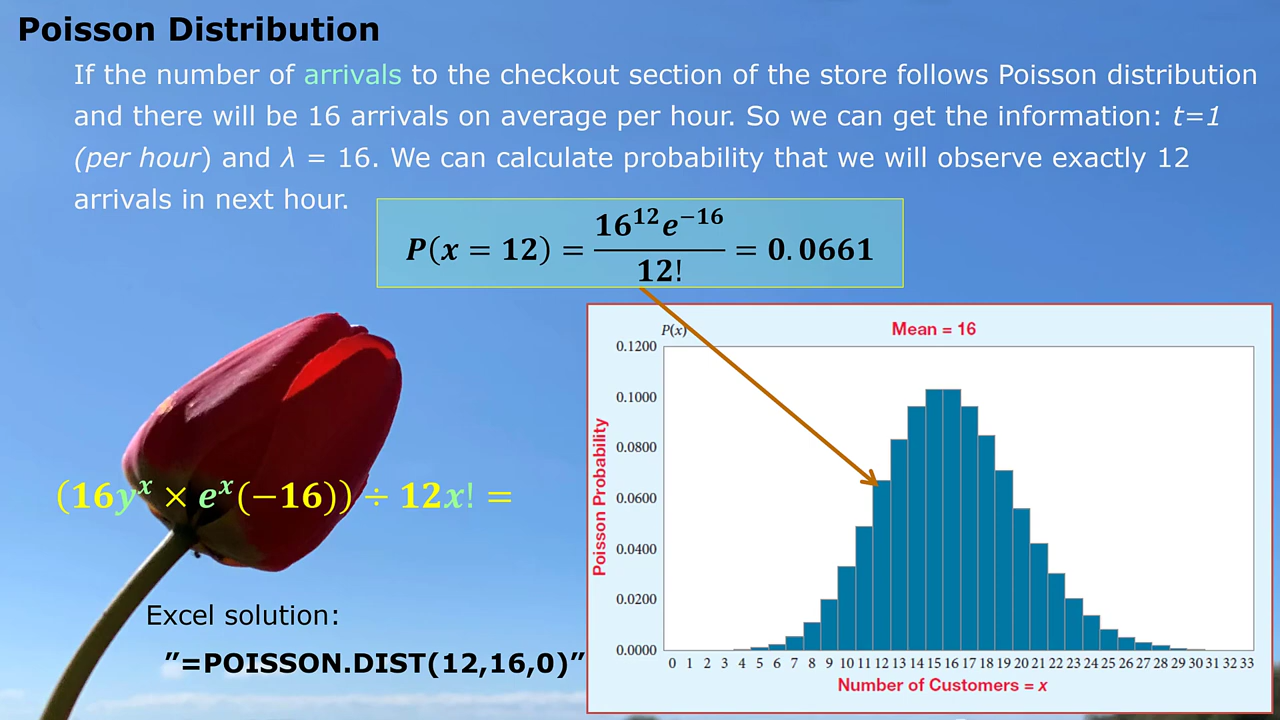 Poisson Distribution
If the number of arrivals to the checkout section of the store follows Poisson distribution
and there will be 16 arrivals on average per hour. So we can get the information: t=1
(per hour) and λ = 16. We can calculate probability that we will observe exactly 12
arrivals in next hour.
P(x = 12) = 16^12 e^−16 / 12! = 0.0661
P(x)
Mean = 16
0.1200
0.1000
0.0800
0.0600
0.0400
0.0200
0.0000
Poisson Probability
0 1 2 3 4 5 6 7 8 9 10 11 12 13 14 15 16 17 18 19 20 21 22 23 24 25 26 27 28 29 30 31 32 33
Number of Customers = x
(16y^x × e^x(−16)) ÷ 12x! =
Excel solution:
”=POISSON.DIST(12,16,0)”